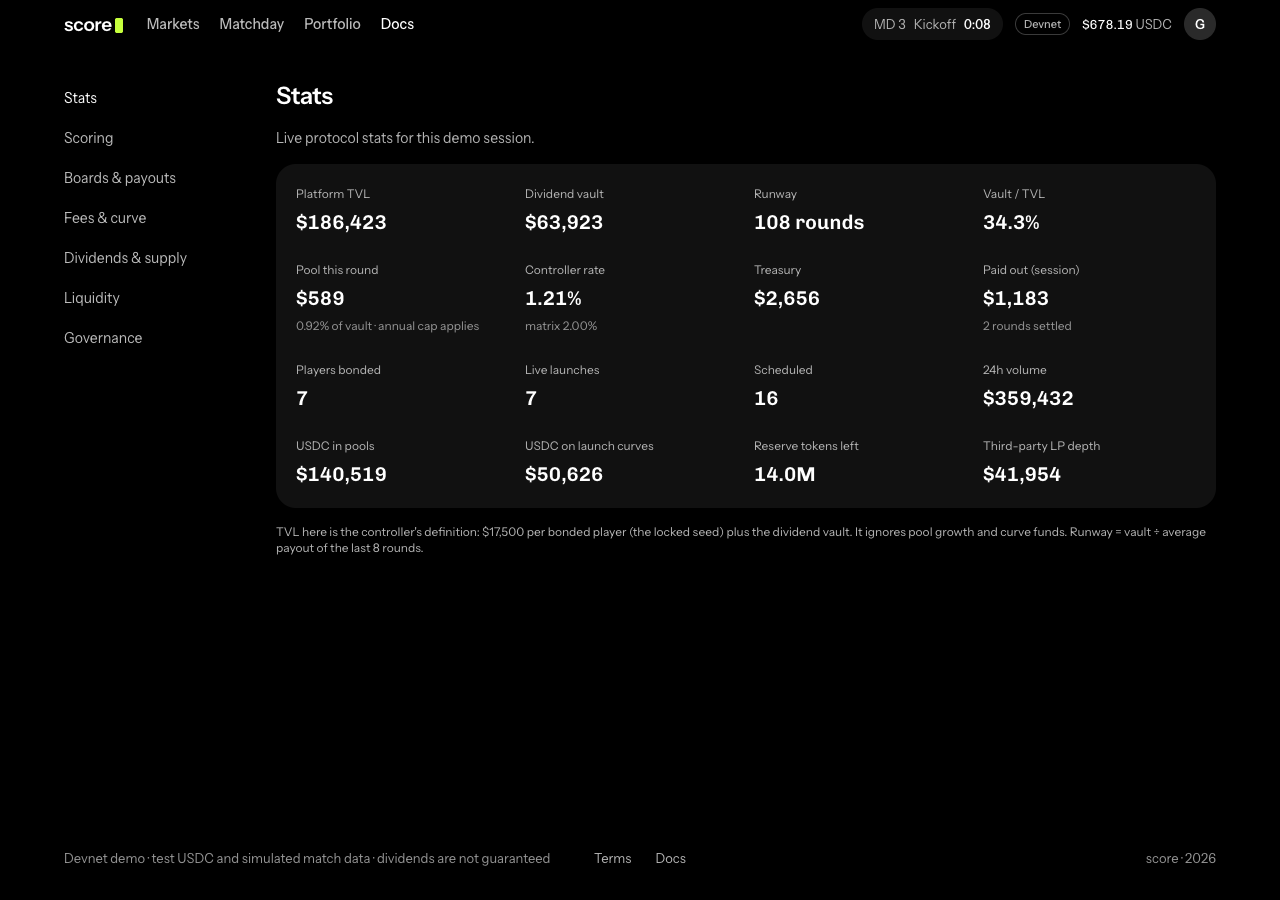 score
Markets Matchday Portfolio Docs
MD 3 Kickoff 0:08
Devnet
$678.19 USDC
G
Stats
Scoring
Boards & payouts
Fees & curve
Dividends & supply
Liquidity
Governance
Stats
Live protocol stats for this demo session.
Platform TVL
$186,423
Dividend vault
$63,923
Runway
108 rounds
Vault / TVL
34.3%
Pool this round
$589
0.92% of vault · annual cap applies
Controller rate
1.21%
matrix 2.00%
Treasury
$2,656
Paid out (session)
$1,183
2 rounds settled
Players bonded
7
Live launches
7
Scheduled
16
24h volume
$359,432
USDC in pools
$140,519
USDC on launch curves
$50,626
Reserve tokens left
14.0M
Third-party LP depth
$41,954
TVL here is the controller's definition: $17,500 per bonded player (the locked seed) plus the dividend vault. It ignores pool growth and curve funds. Runway = vault ÷ average
payout of the last 8 rounds.
Devnet demo · test USDC and simulated match data · dividends are not guaranteed
Terms Docs
score · 2026